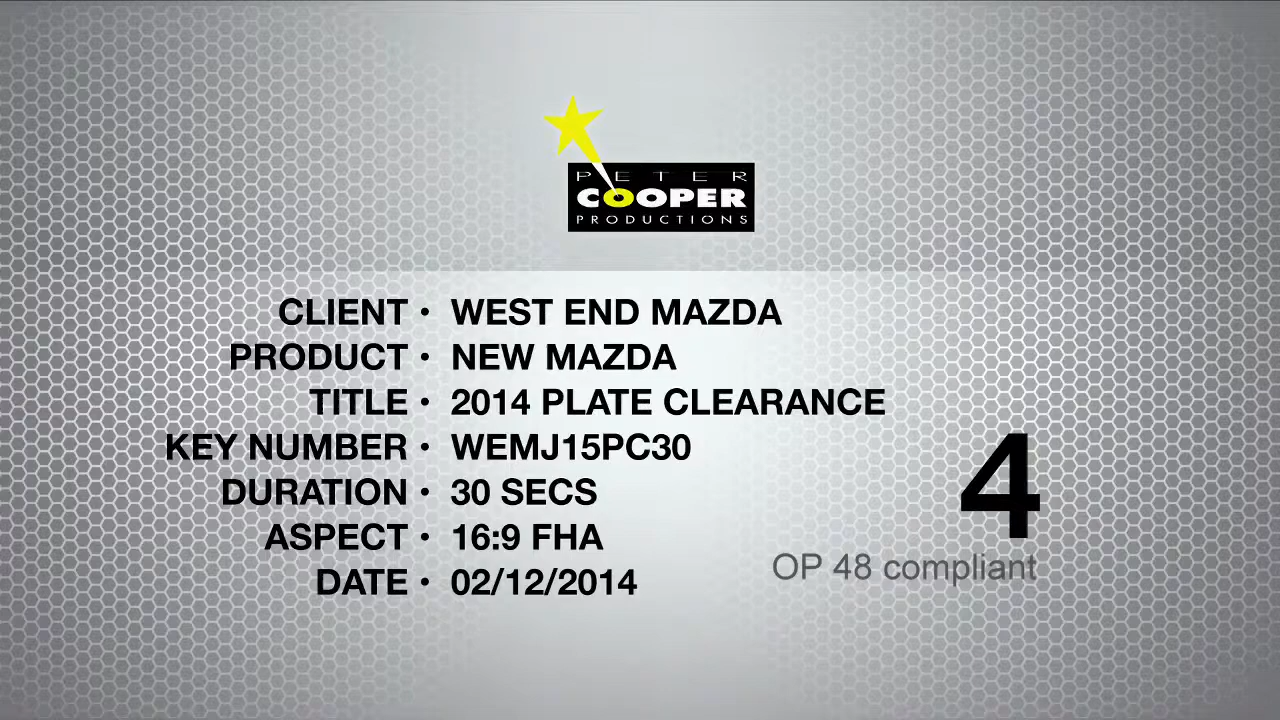 PETER
COOPER
PRODUCTIONS
CLIENT • WEST END MAZDA
PRODUCT • NEW MAZDA
TITLE • 2014 PLATE CLEARANCE
KEY NUMBER • WEMJ15PC30
DURATION • 30 SECS
ASPECT • 16:9 FHA
DATE • 02/12/2014
4
OP 48 compliant